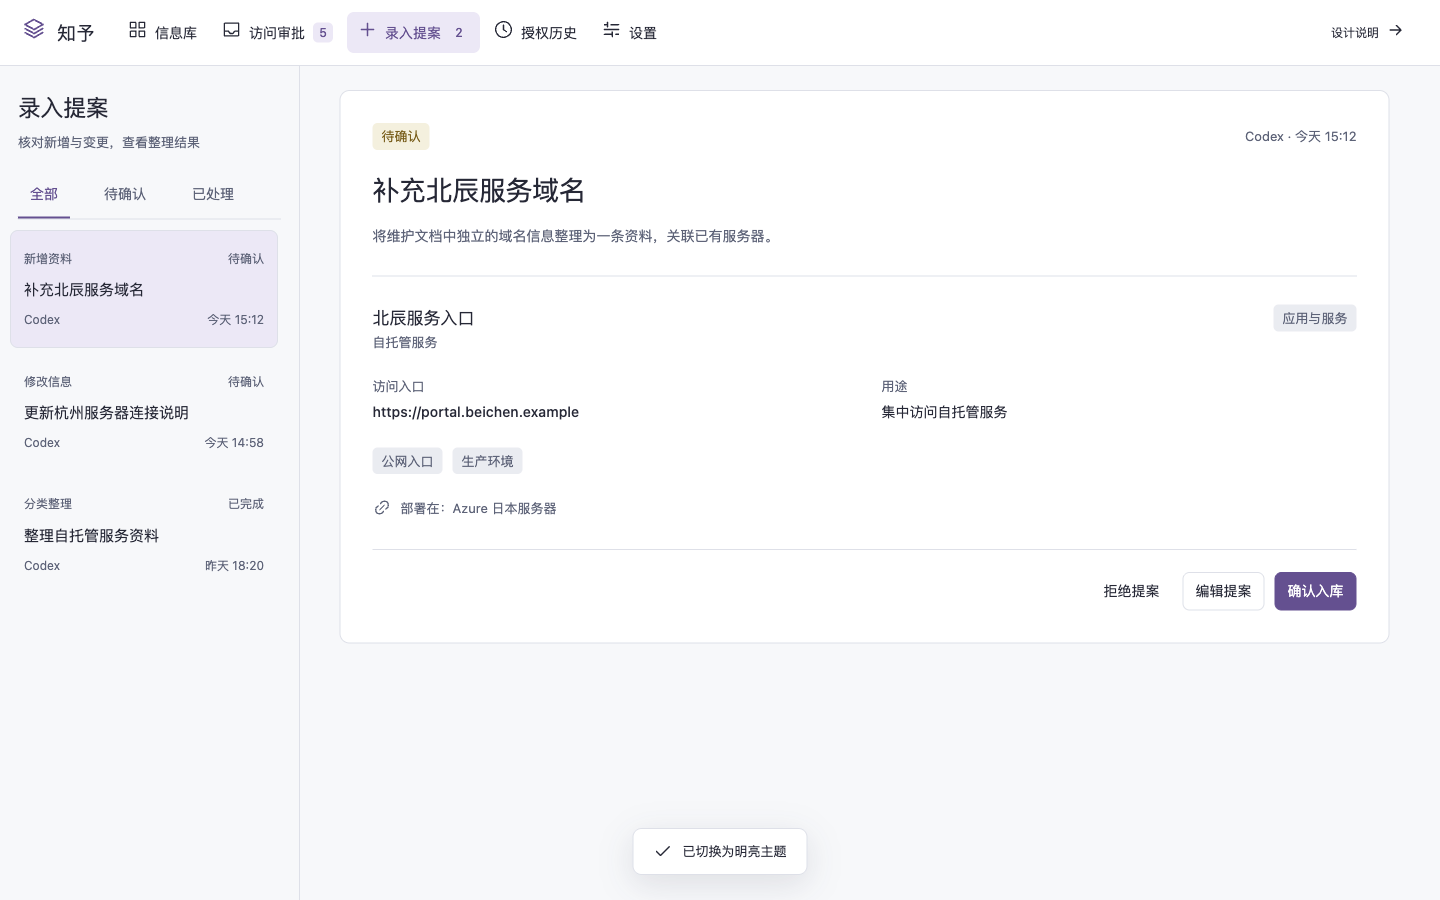 知予
信息库
访问审批 5
录入提案 2
授权历史
设置
设计说明
录入提案
核对新增与变更，查看整理结果
全部 待确认 已处理
新增资料 待确认
补充北辰服务域名
Codex 今天 15:12
修改信息 待确认
更新杭州服务器连接说明
Codex 今天 14:58
分类整理 已完成
整理自托管服务资料
Codex 昨天 18:20
待确认 Codex · 今天 15:12
补充北辰服务域名
将维护文档中独立的域名信息整理为一条资料，关联已有服务器。
北辰服务入口 应用与服务
自托管服务
访问入口 用途
https://portal.beichen.example 集中访问自托管服务
公网入口 生产环境
部署在：Azure 日本服务器
拒绝提案 编辑提案 确认入库
已切换为明亮主题